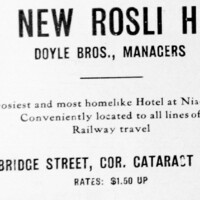 NEW ROSLI H
DOYLE BROS., MANAGERS
osiest and most homelike Hotel at Nia
Conveniently located to all lines of
Railway travel
BRIDGE STREET, COR. CATARACT
RATES: $1.50 UP